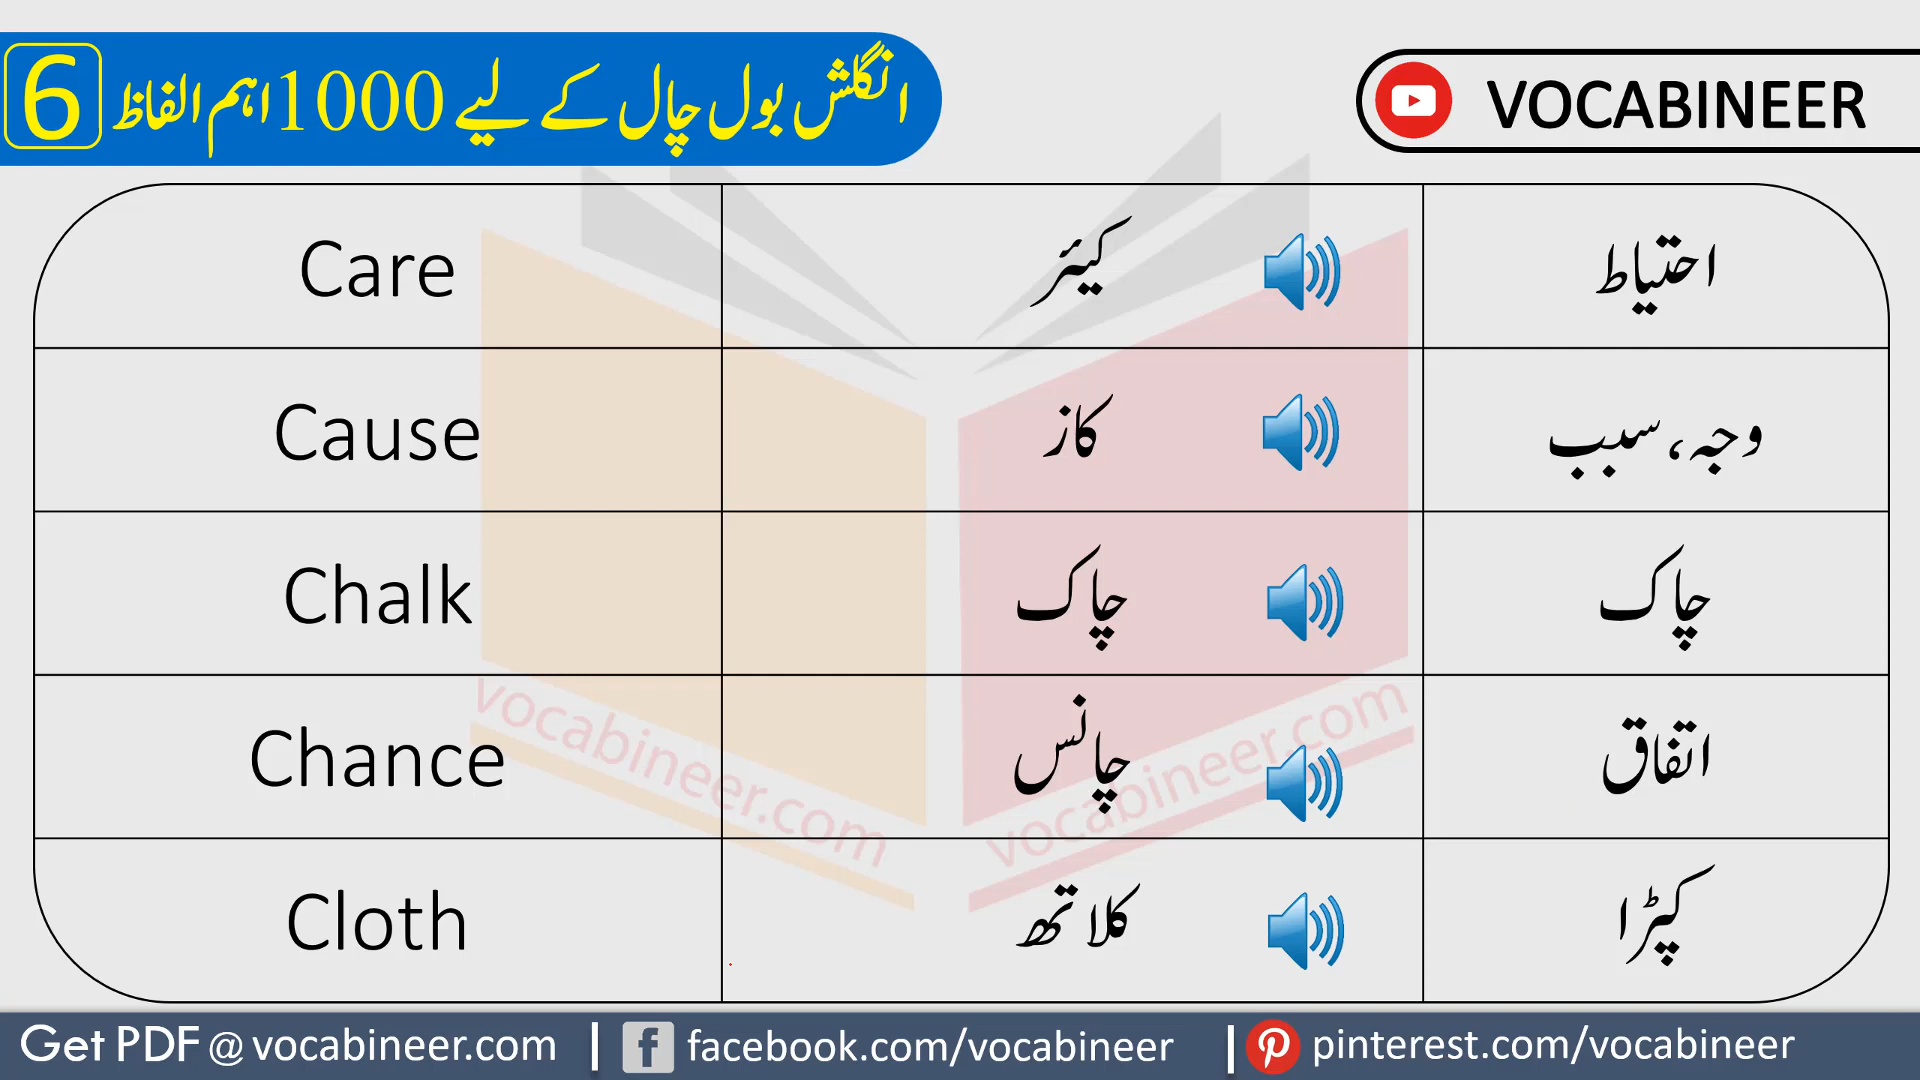 انگلش بول چال کے لیے 1000 اہم الفاظ 6
VOCABINEER
Care کیئر احتیاط
Cause کاز وجہ، سبب
Chalk چاک چاک
Chance چانس اتفاق
Cloth کلاتھ کپڑا
vocabineer.com vocabineer.com
Get PDF @ vocabineer.com | facebook.com/vocabineer | pinterest.com/vocabineer